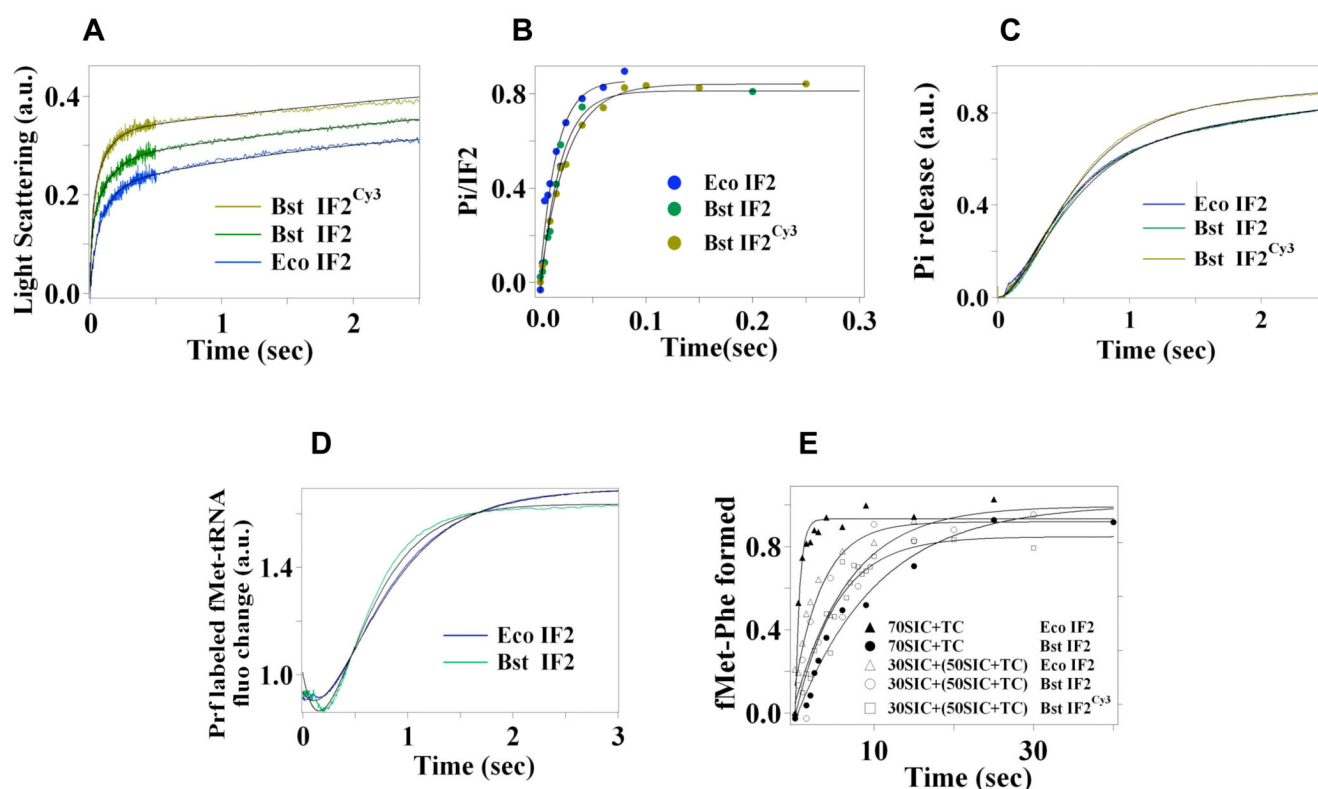 A
Light Scattering (a.u.)
0.4
0.2
0.0
0
1
2
Time (sec)
Bst IF2Cy3
Bst IF2
Eco IF2
B
Pi/IF2
0.8
0.4
0.0
0.0
0.1
0.2
0.3
Time(sec)
Eco IF2
Bst IF2
Bst IF2Cy3
C
Pi release (a.u.)
0.8
0.4
0.0
0
1
2
Time (sec)
Eco IF2
Bst IF2
Bst IF2Cy3
D
Prf labeled fMet-tRNA
fluo change (a.u.)
1.4
1.0
0
1
2
3
Time (sec)
Eco IF2
Bst IF2
E
fMet-Phe formed
0.8
0.4
0.0
10
30
Time (sec)
70SIC+TC Eco IF2
70SIC+TC Bst IF2
30SIC+(50SIC+TC) Eco IF2
30SIC+(50SIC+TC) Bst IF2
30SIC+(50SIC+TC) Bst IF2Cy3